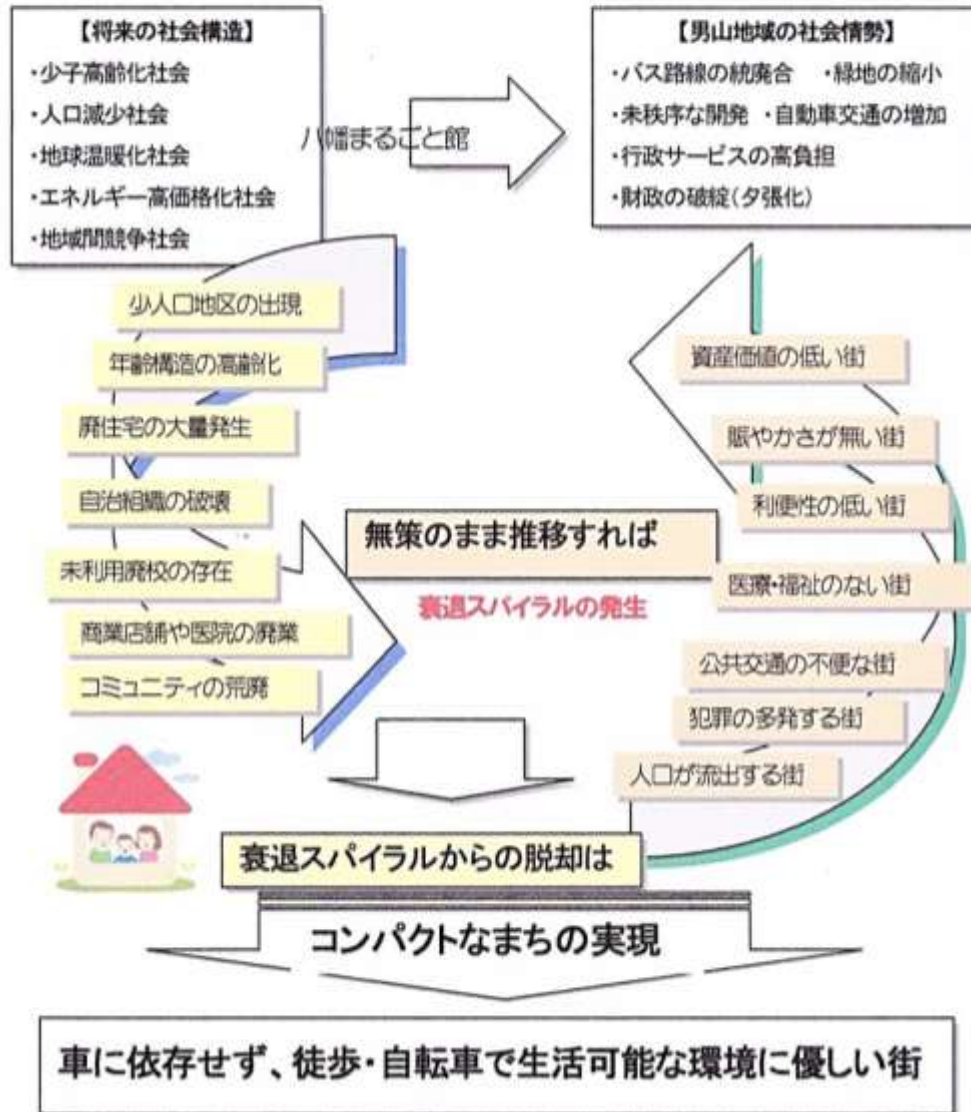 【将来の社会構造】
・少子高齢化社会
・人口減少社会
・地球温暖化社会
・エネルギー高価格化社会
・地域間競争社会
八幡まるごと館
【男山地域の社会情勢】
・バス路線の統廃合 ・緑地の縮小
・未秩序な開発 ・自動車交通の増加
・行政サービスの高負担
・財政の破綻(夕張化)
少人口地区の出現
年齢構造の高齢化
廃住宅の大量発生
自治組織の破壊
未利用廃校の存在
商業店舗や医院の廃業
コミュニティの荒廃
資産価値の低い街
賑やかさが無い街
利便性の低い街
医療・福祉のない街
公共交通の不便な街
犯罪の多発する街
人口が流出する街
無策のまま推移すれば
衰退スパイラルの発生
衰退スパイラルからの脱却は
コンパクトなまちの実現
車に依存せず、徒歩・自転車で生活可能な環境に優しい街